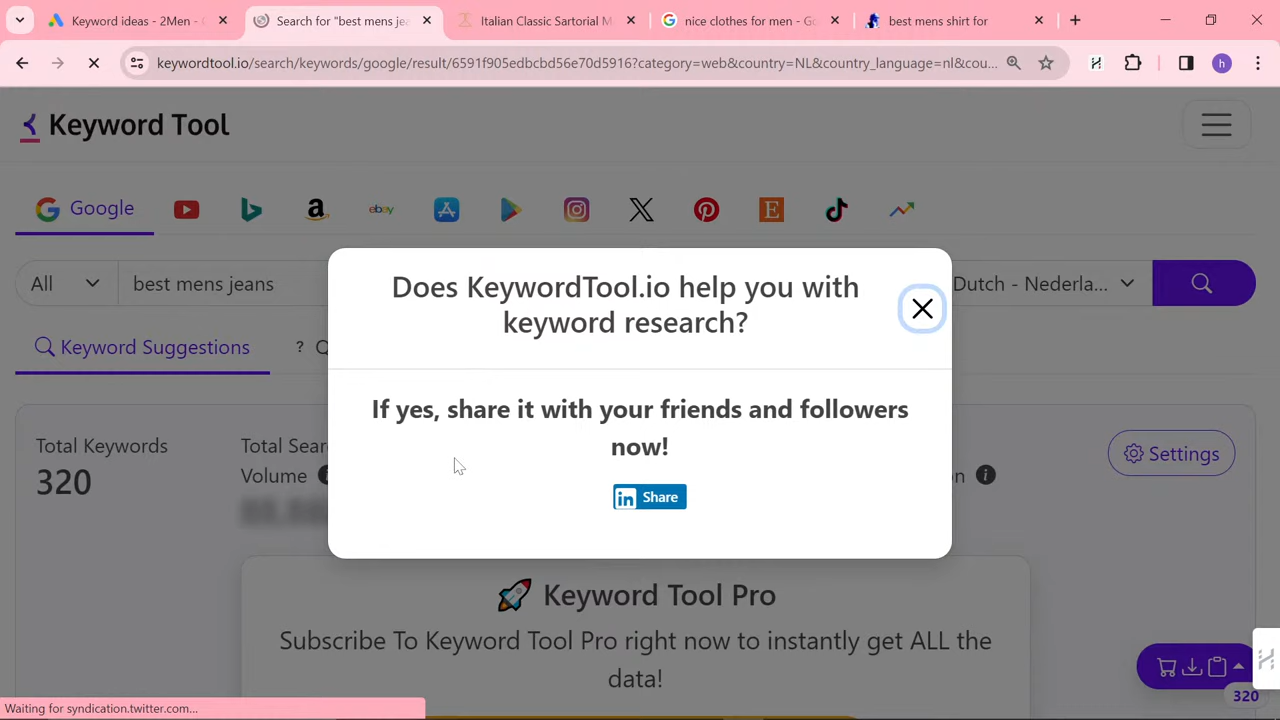 Keyword ideas - 2Men - G
Search for "best mens jea
Italian Classic Sartorial M
nice clothes for men - Go
best mens shirt for
keywordtool.io/search/keywords/google/result/6591f905edbcbd56e70d5916?category=web&country=NL&country_language=nl&cou...
h
Keyword Tool
Google
a
ebay
E
All
best mens jeans
Dutch - Nederla...
Does KeywordTool.io help you with
keyword research?
Keyword Suggestions
? Q
If yes, share it with your friends and followers
now!
in Share
Total Keywords
320
Total Sear
Volume
on
Settings
Keyword Tool Pro
Subscribe To Keyword Tool Pro right now to instantly get ALL the
data!
320
Waiting for syndication.twitter.com...